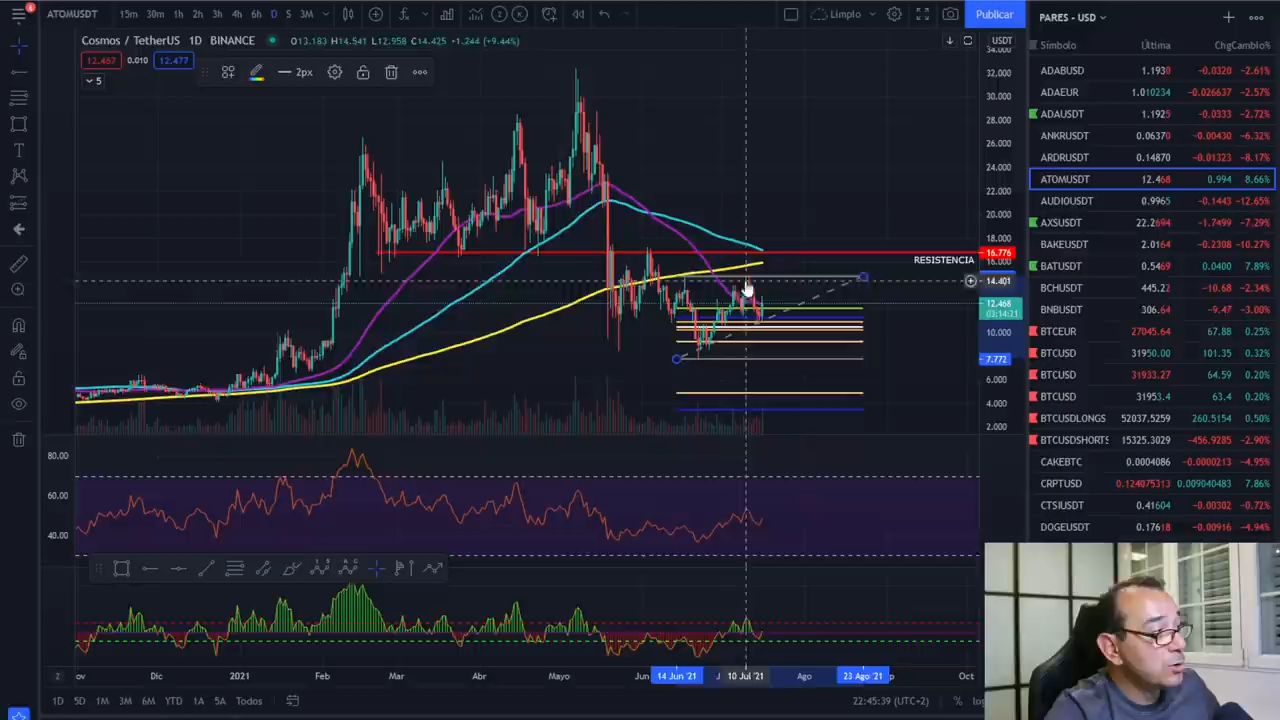 ATOMUSDT 15m 30m 1h 2h 3h 4h 6h D S 3M Limpio Publicar
PARES - USD
Cosmos / TetherUS 1D BINANCE O13.183 H14.541 L12.958 C14.425 +1.244 (+9.44%)
USDT
12.467 0.010 12.477
2px
5
34.000
32.000
30.000
28.000
26.000
24.000
22.000
20.000
18.000
16.776
RESISTENCIA
16.000
14.401
12.468
03:14:21
10.000
7.772
6.000
4.000
2.000
80.00
60.00
40.00
ov Dic 2021 Feb Mar Abr Mayo Jun 14 Jun '21 J 10 Jul '21 Ago 23 Ago '21 p Oct
Z
1D 5D 1M 3M 6M YTD 1A 5A Todos 22:45:39 (UTC+2) % log
Símbolo Última Chg Cambio%
ADABUSD 1.1930 -0.0320 -2.61%
ADAEUR 1.010234 -0.026637 -2.57%
ADAUSDT 1.1925 -0.0333 -2.72%
ANKRUSDT 0.06370 -0.00430 -6.32%
ARDRUSDT 0.14870 -0.01323 -8.17%
ATOMUSDT 12.468 0.994 8.66%
AUDIOUSDT 0.9965 -0.1443 -12.65%
AXSUSDT 22.2694 -1.7499 -7.29%
BAKEUSDT 2.0164 -0.2308 -10.27%
BATUSDT 0.5469 0.0408 7.89%
BCHUSDT 445.52 -10.68 -2.34%
BNBUSDT 306.64 -9.47 -3.00%
BTCEUR 27045.64 67.88 0.25%
BTCUSD 31950.00 101.35 0.32%
BTCUSD 31933.27 64.59 0.20%
BTCUSD 31953.4 63.4 0.20%
BTCUSDLONGS 52037.5259 260.5154 0.50%
BTCUSDSHORTS 15325.3029 -456.9285 -2.90%
CAKEBTC 0.0004086 -0.0000213 -4.95%
CRPTUSD 0.124075313 0.009040483 7.86%
CTSIUSDT 0.41604 -0.00302 -0.72%
DOGEUSDT 0.17618 -0.00916 -4.94%